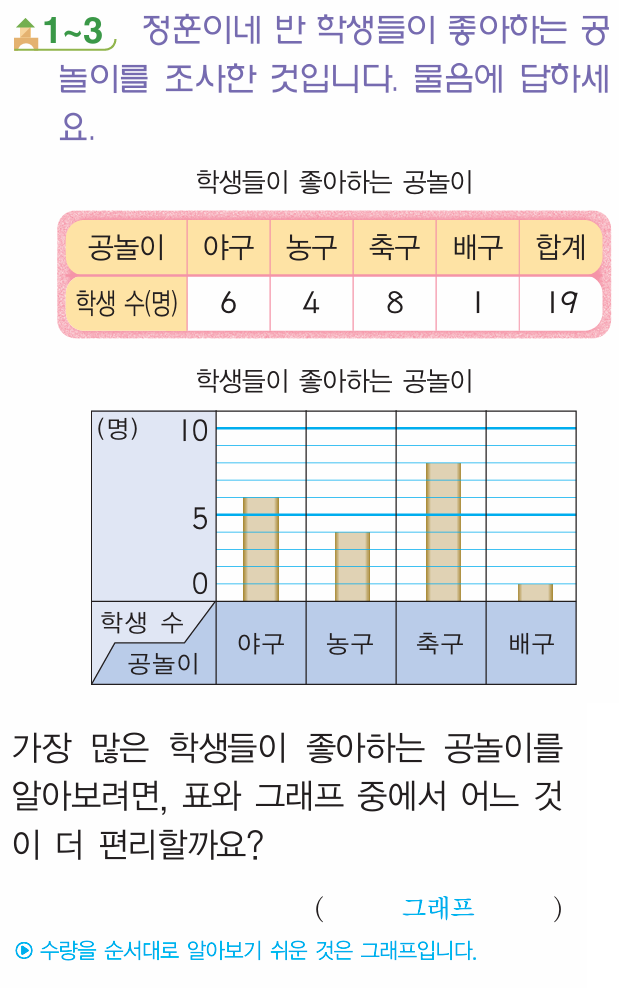 1~3 정훈이네 반 학생들이 좋아하는 공
놀이를 조사한 것입니다. 물음에 답하세
요.
학생들이 좋아하는 공놀이
공놀이 야구 농구 축구 배구 합계
학생 수(명) 6 4 8 1 19
학생들이 좋아하는 공놀이
(명) 10
5
0
학생 수
공놀이 야구 농구 축구 배구
가장 많은 학생들이 좋아하는 공놀이를
알아보려면, 표와 그래프 중에서 어느 것
이 더 편리할까요?
( 그래프 )
수량을 순서대로 알아보기 쉬운 것은 그래프입니다.